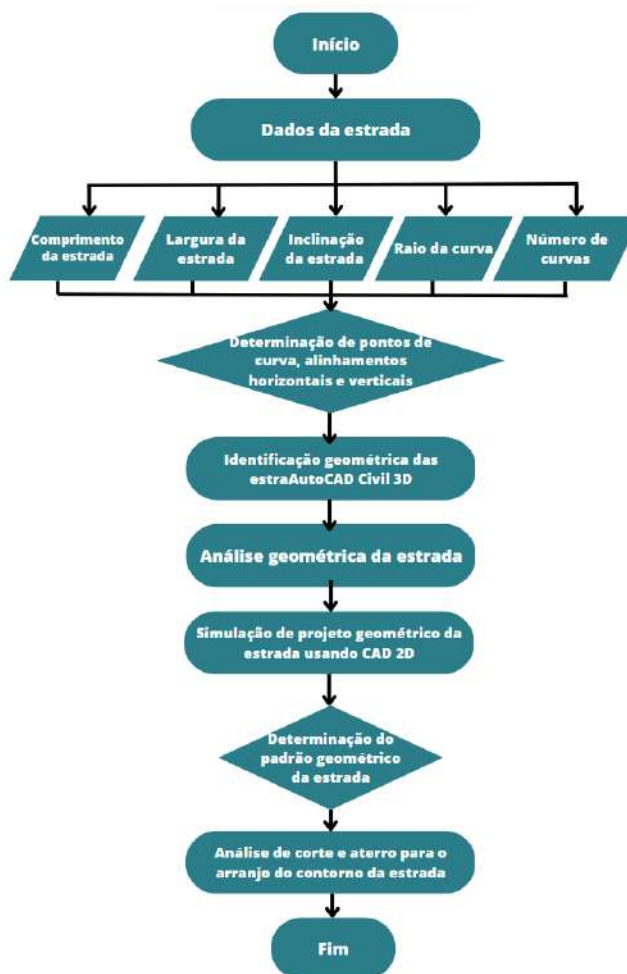 Início
Dados da estrada
Comprimento
da estrada
Largura da
estrada
Inclinação
da estrada
Raio da curva
Número de
curvas
Determinação de pontos de
curva, alinhamentos
horizontais e verticais
Identificação geométrica das
estraAutoCAD Civil 3D
Análise geométrica da estrada
Simulação de projeto geométrico da
estrada usando CAD 2D
Determinação do
padrão geométrico
da estrada
Análise de corte e aterro para o
arranjo do contorno da estrada
Fim